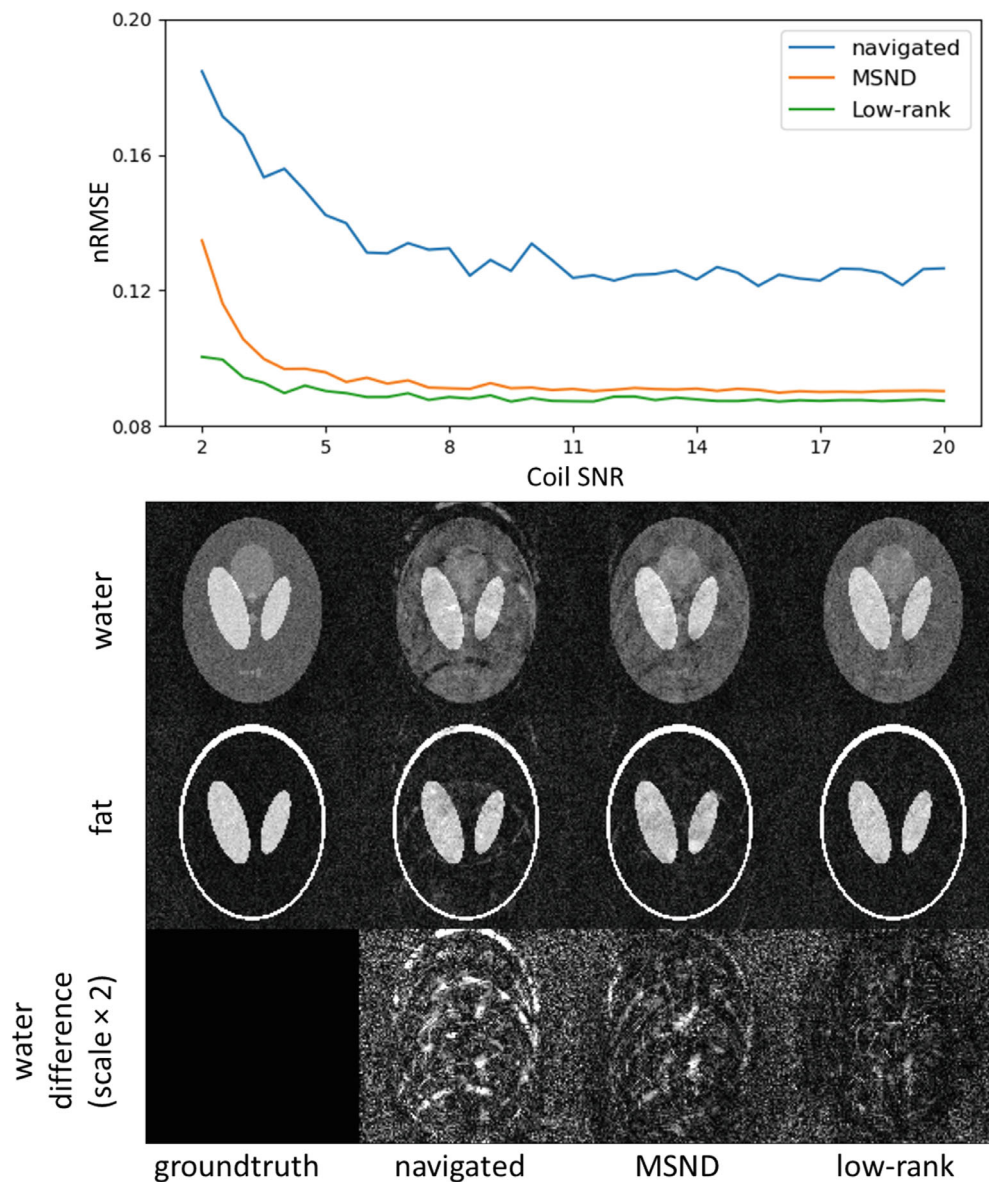 0.20
0.16
0.12
0.08
nRMSE
navigated
MSND
Low-rank
2 5 8 11 14 17 20
Coil SNR
water
fat
water
difference
(scale × 2)
groundtruth navigated MSND low-rank